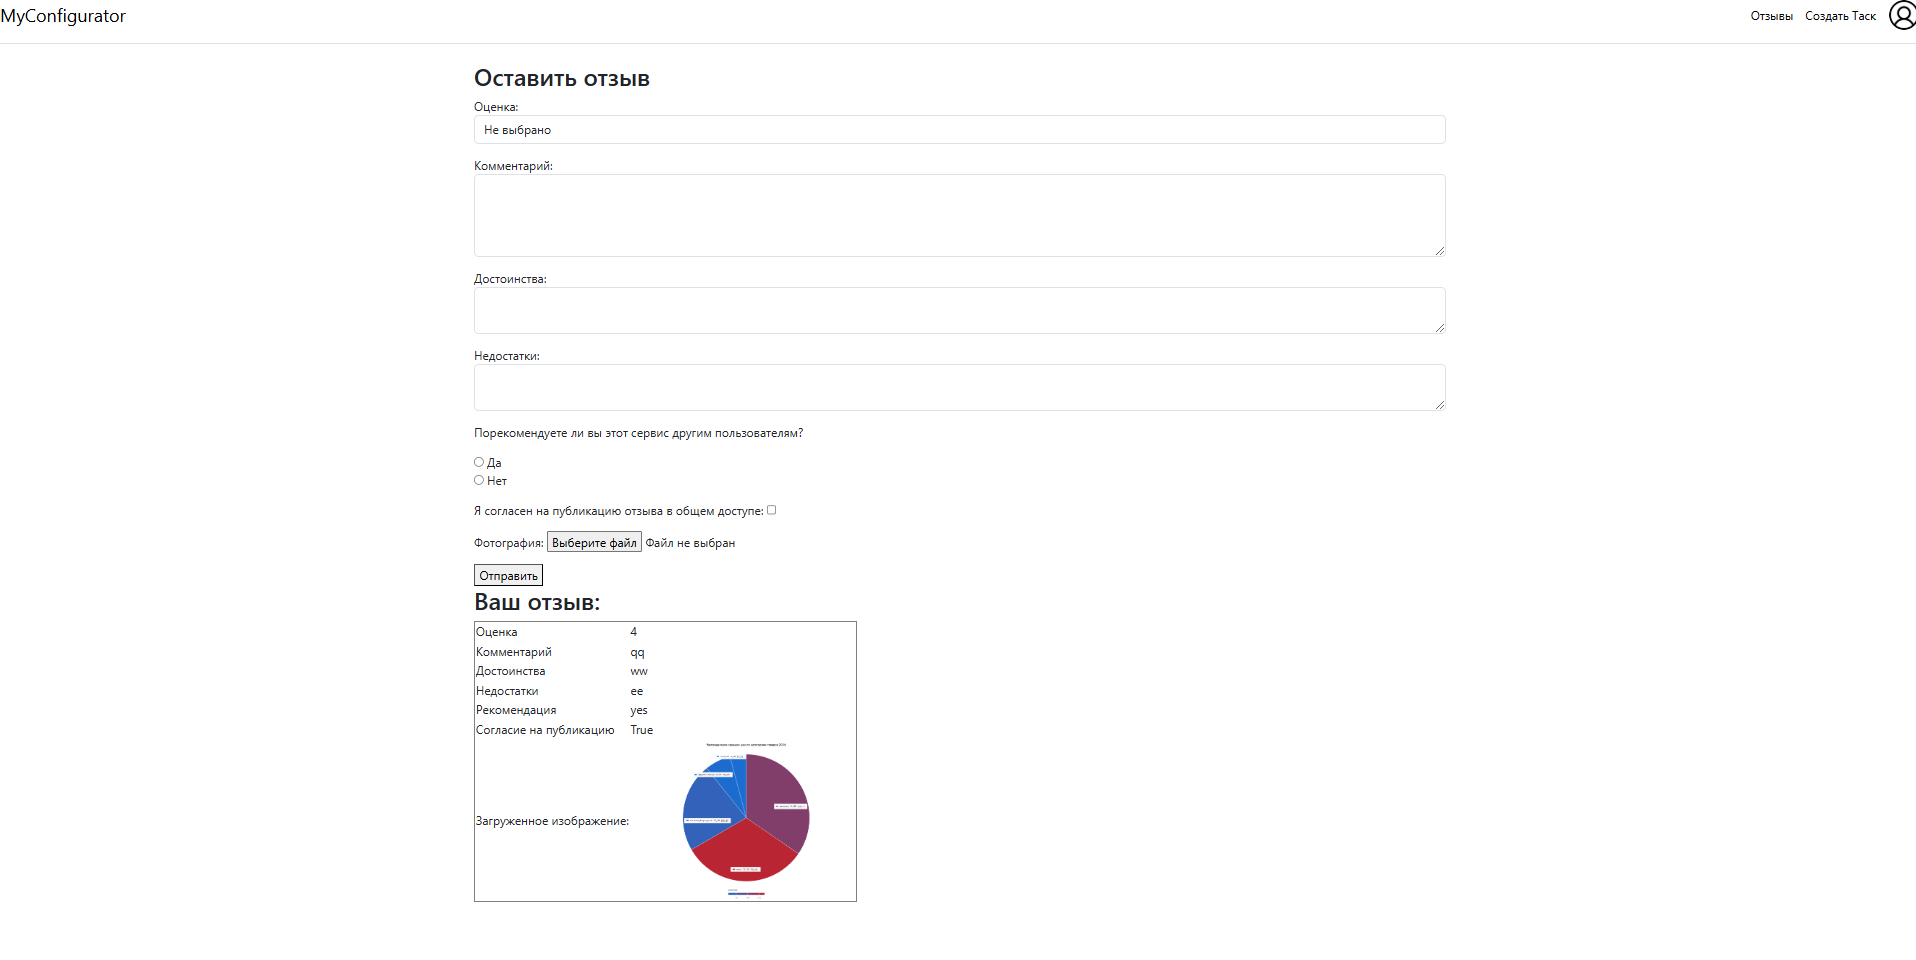 MyConfigurator
Отзывы Создать Таск
Оставить отзыв
Оценка:
Не выбрано
Комментарий:
Достоинства:
Недостатки:
Порекомендуете ли вы этот сервис другим пользователям?
Да
Нет
Я согласен на публикацию отзыва в общем доступе:
Фотография: Выберите файл Файл не выбран
Отправить
Ваш отзыв:
Оценка 4
Комментарий qq
Достоинства ww
Недостатки ee
Рекомендация yes
Согласие на публикацию True
Загруженное изображение: